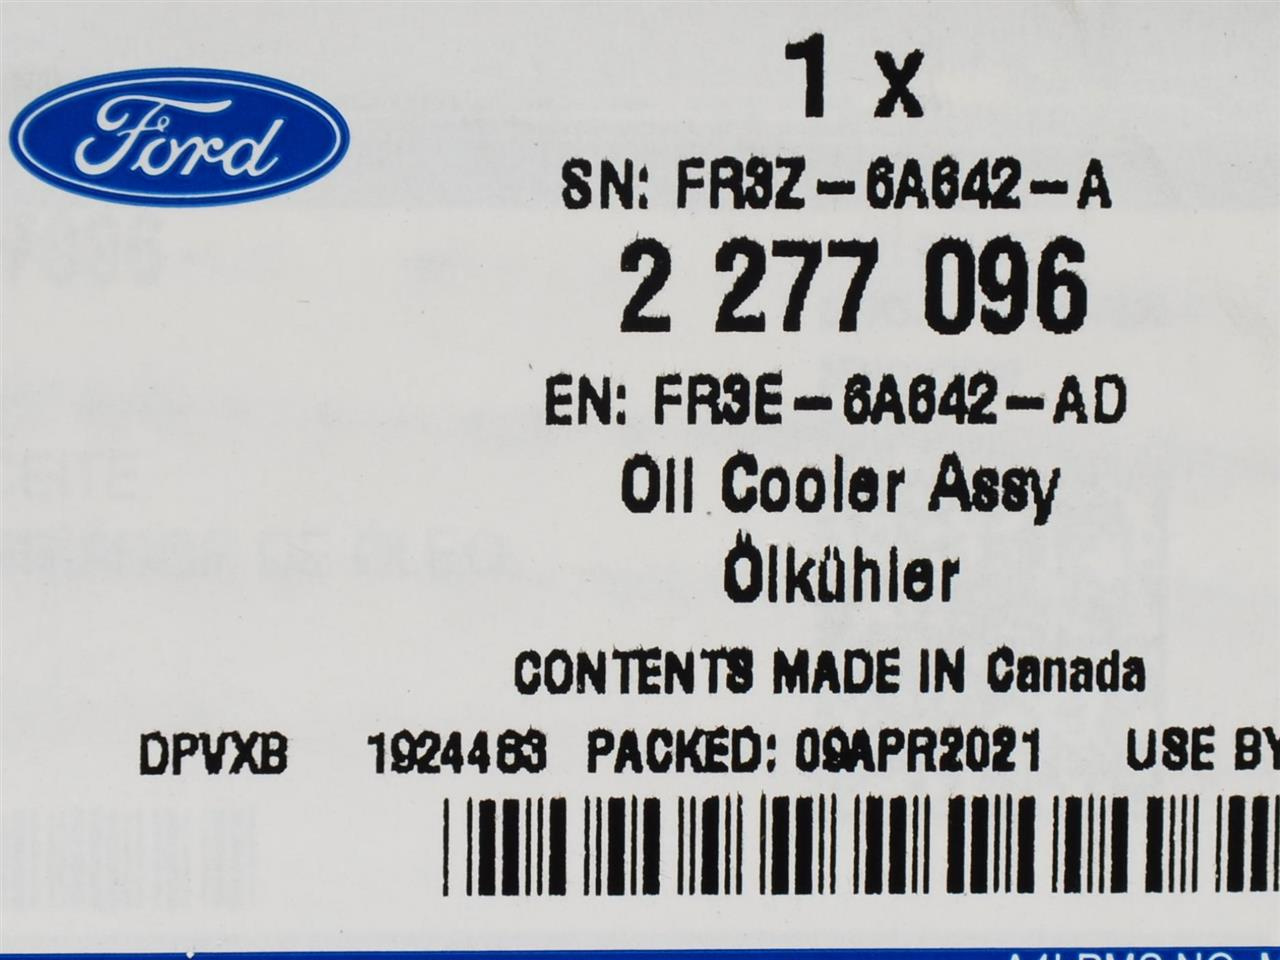 Ford
1 x
SN: FR3Z-6A642-A
2 277 096
EN: FR3E-6A642-AD
Oil Cooler Assy
Ölkühler
CONTENTS MADE IN Canada
DPVXB 1924463 PACKED: 09APR2021 USE BY